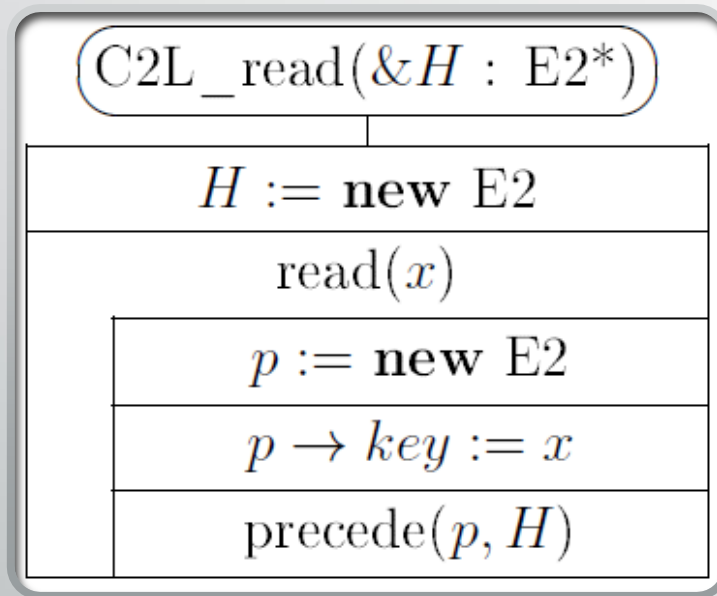 C2L_read(&H : E2*)
H := new E2
read(x)
p := new E2
p → key := x
precede(p, H)